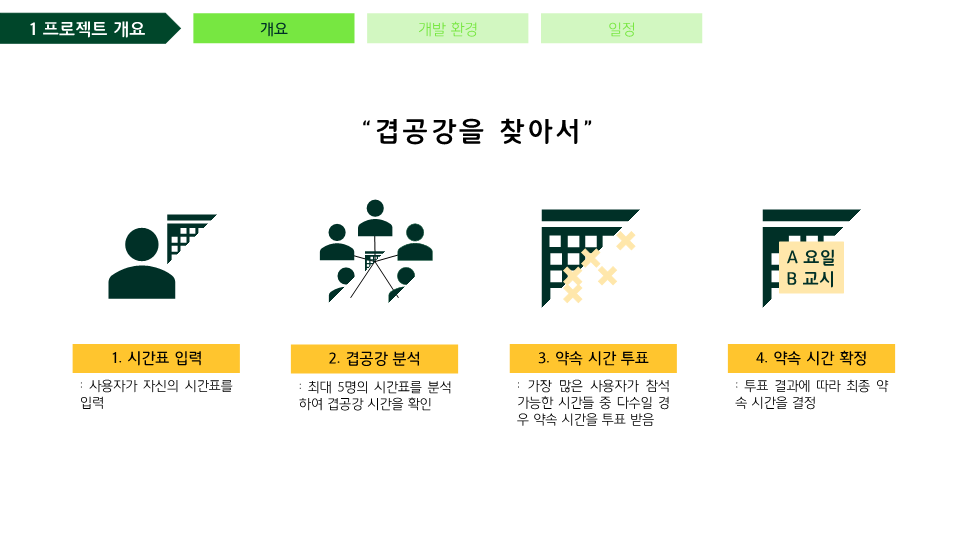 1 프로젝트 개요
개요
개발 환경
일정
“겹공강을 찾아서”
A 요일
B 교시
1. 시간표 입력
: 사용자가 자신의 시간표를
입력
2. 겹공강 분석
: 최대 5명의 시간표를 분석
하여 겹공강 시간을 확인
3. 약속 시간 투표
: 가장 많은 사용자가 참석
가능한 시간들 중 다수일 경
우 약속 시간을 투표 받음
4. 약속 시간 확정
: 투표 결과에 따라 최종 약
속 시간을 결정